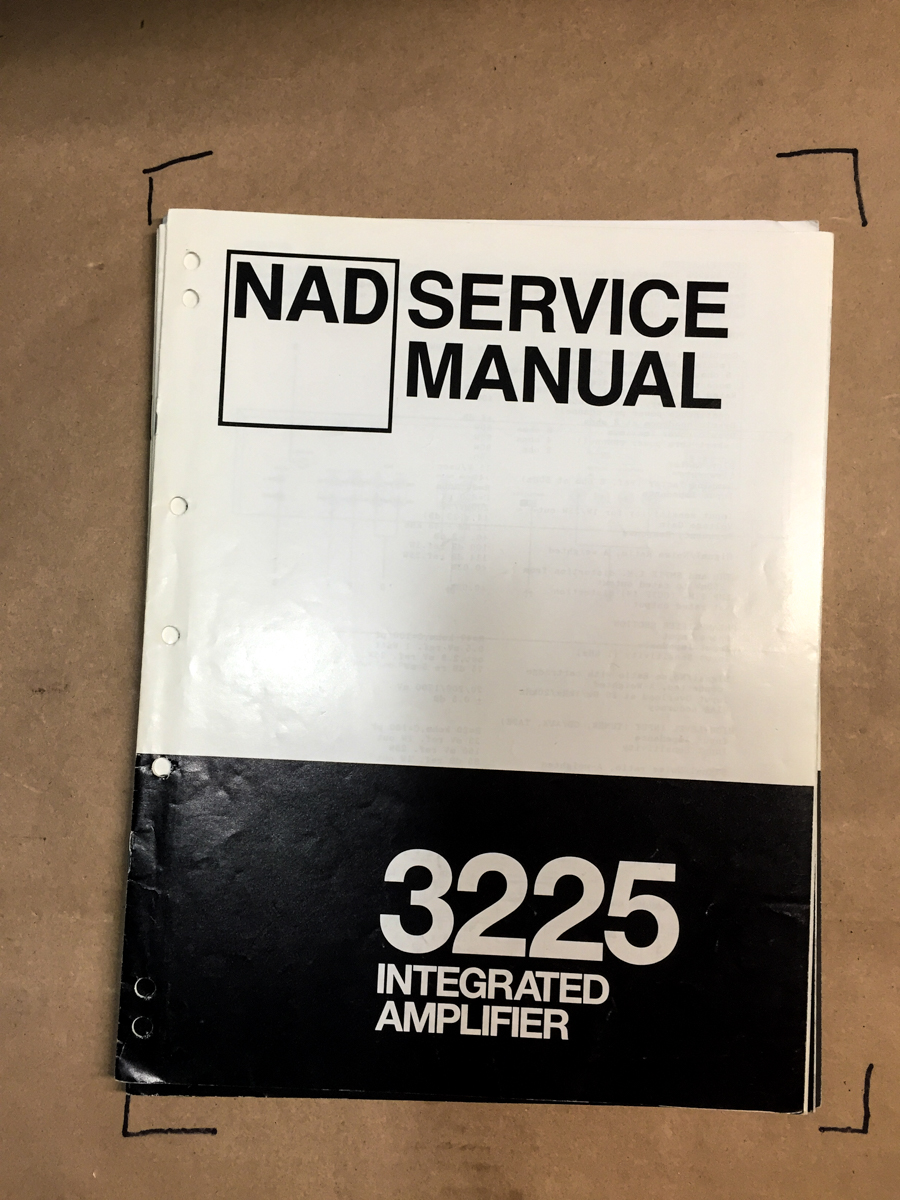 NAD SERVICE
MANUAL
3225
INTEGRATED
AMPLIFIER